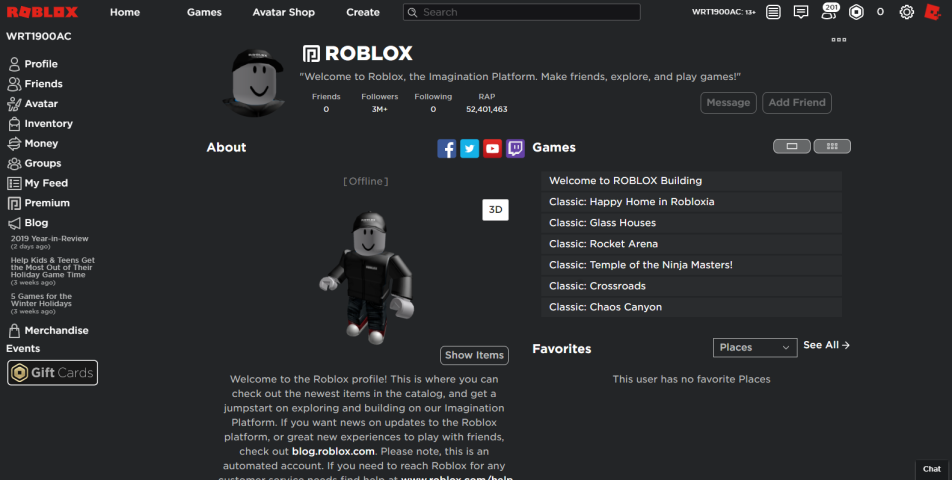 ROBLOX Home Games Avatar Shop Create Search WRT1900AC: 13+ 201 0
WRT1900AC
Profile
Friends
Avatar
Inventory
Money
Groups
My Feed
Premium
Blog
2019 Year-in-Review
(2 days ago)
Help Kids & Teens Get
the Most Out of Their
Holiday Game Time
(3 weeks ago)
5 Games for the
Winter Holidays
(3 weeks ago)
Merchandise
Events
Gift Cards
ROBLOX
"Welcome to Roblox, the Imagination Platform. Make friends, explore, and play games!"
Friends Followers Following RAP
0 3M+ 0 52,401,463
Message Add Friend
About
[Offline]
3D
Show Items
Welcome to the Roblox profile! This is where you can
check out the newest items in the catalog, and get a
jumpstart on exploring and building on our Imagination
Platform. If you want news on updates to the Roblox
platform, or great new experiences to play with friends,
check out blog.roblox.com. Please note, this is an
automated account. If you need to reach Roblox for any
customer service needs find help at www.roblox.com/help
Games
Welcome to ROBLOX Building
Classic: Happy Home in Robloxia
Classic: Glass Houses
Classic: Rocket Arena
Classic: Temple of the Ninja Masters!
Classic: Crossroads
Classic: Chaos Canyon
Favorites
Places
See All →
This user has no favorite Places
Chat